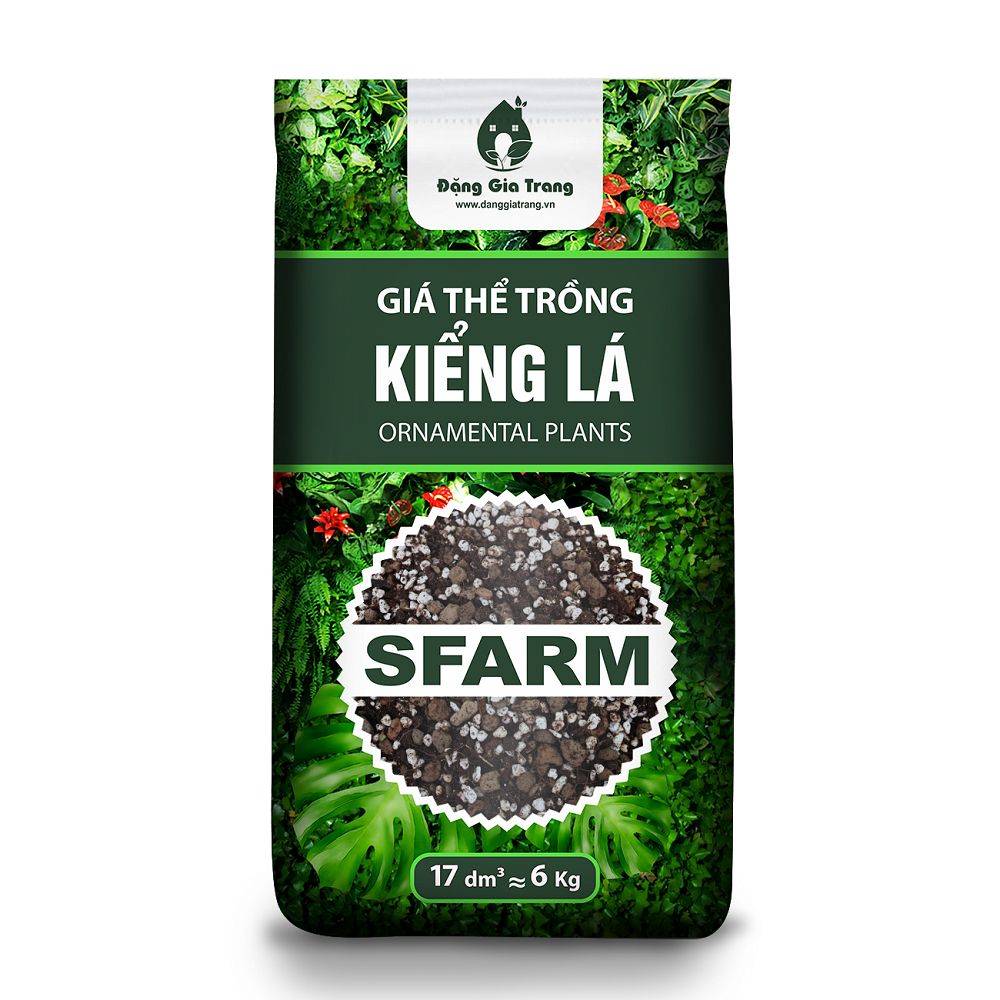 Đặng Gia Trang
www.danggiatrang.vn
GIÁ THỂ TRỒNG
KIỂNG LÁ
ORNAMENTAL PLANTS
SFARM
17 dm³ ≈ 6 Kg